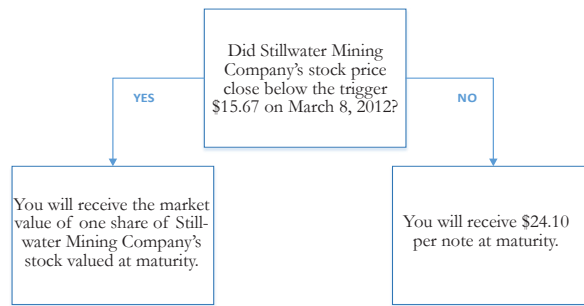 Did Stillwater Mining
Company's stock price
close below the trigger
$15.67 on March 8, 2012?
YES
NO
You will receive the market
value of one share of Still-
water Mining Company's
stock valued at maturity.
You will receive $24.10
per note at maturity.